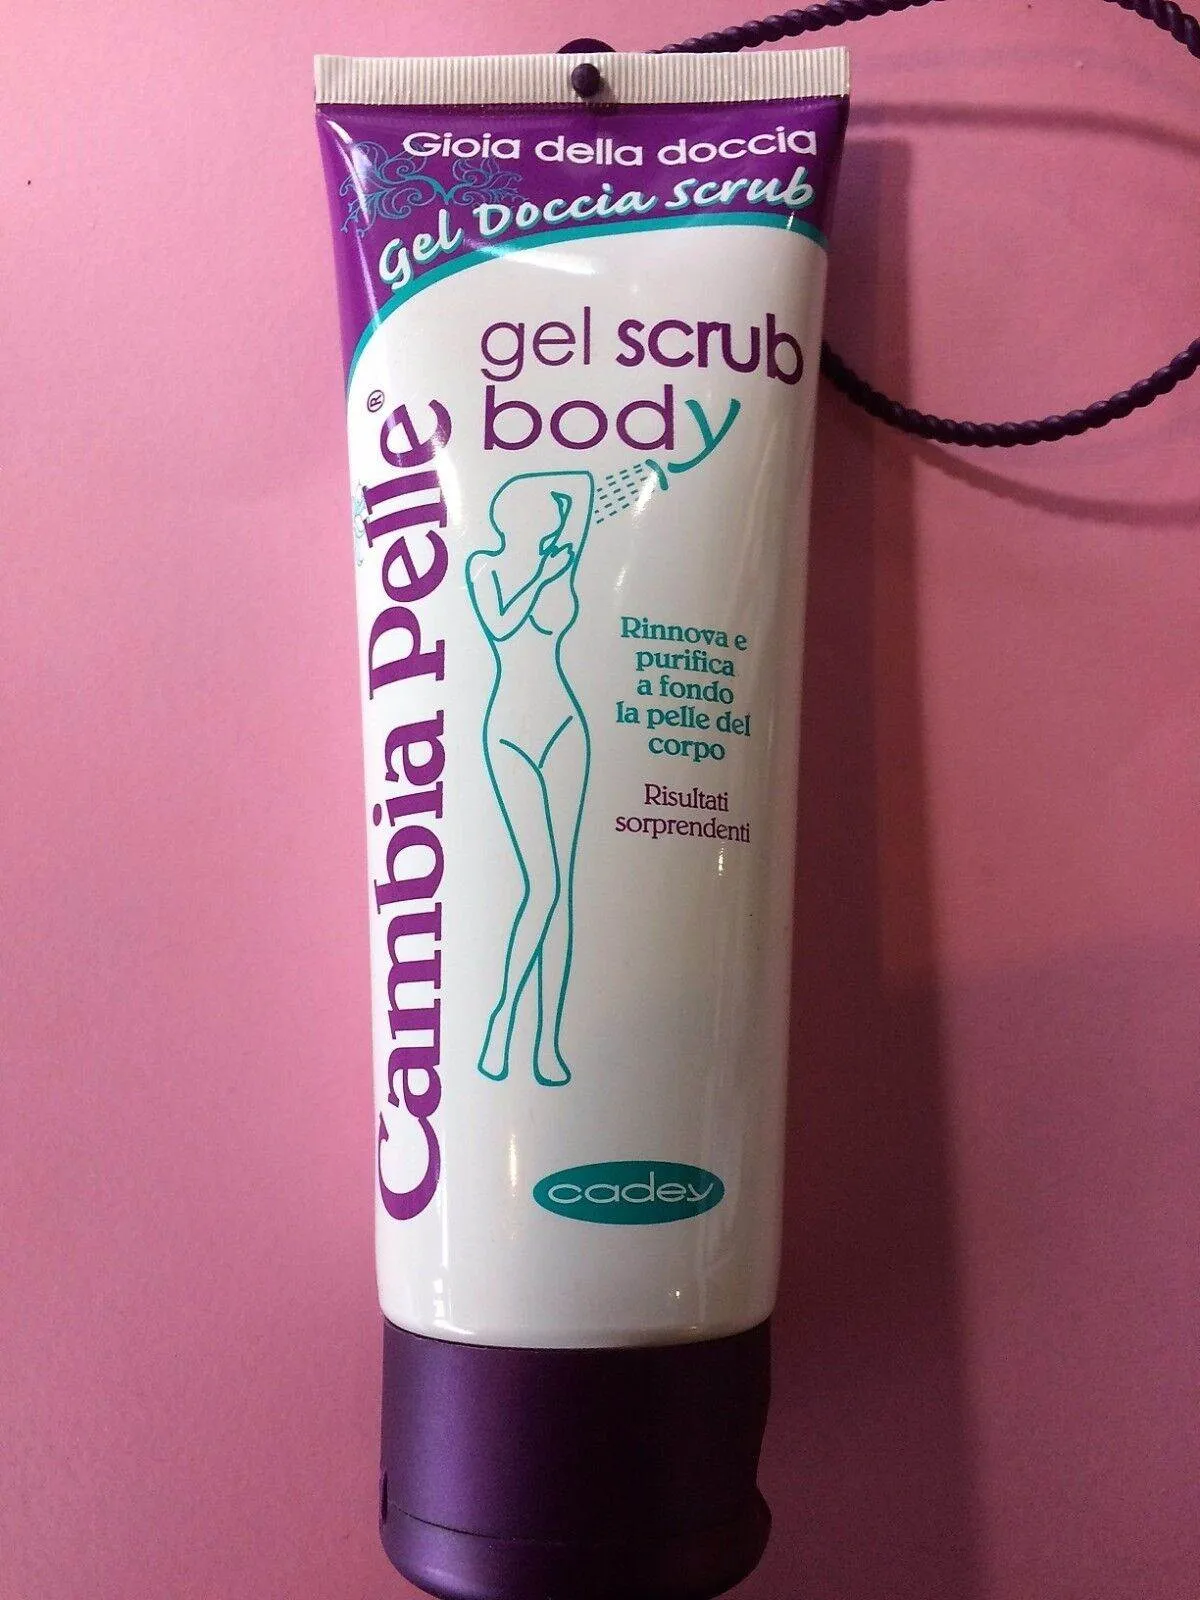 Gioia della doccia
Gel Doccia Scrub
gel scrub
body
Cambia Pelle®
Rinnova e
purifica
a fondo
la pelle del
corpo
Risultati
sorprendenti
cadey